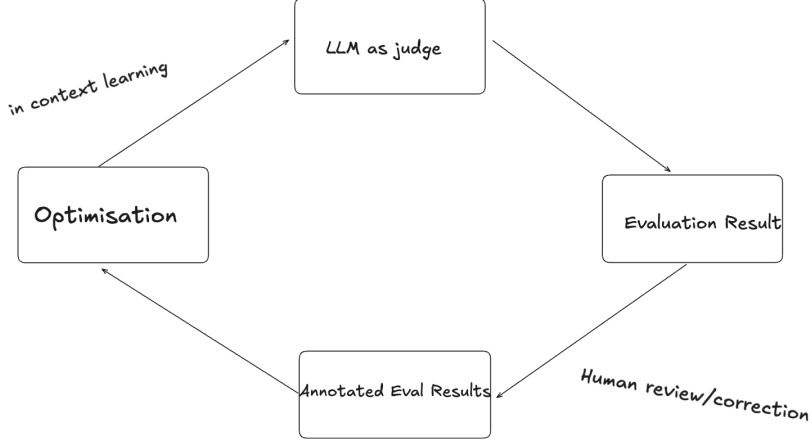 LLM as judge
in context learning
Optimisation
Evaluation Result
Annotated Eval Results
Human review/correction